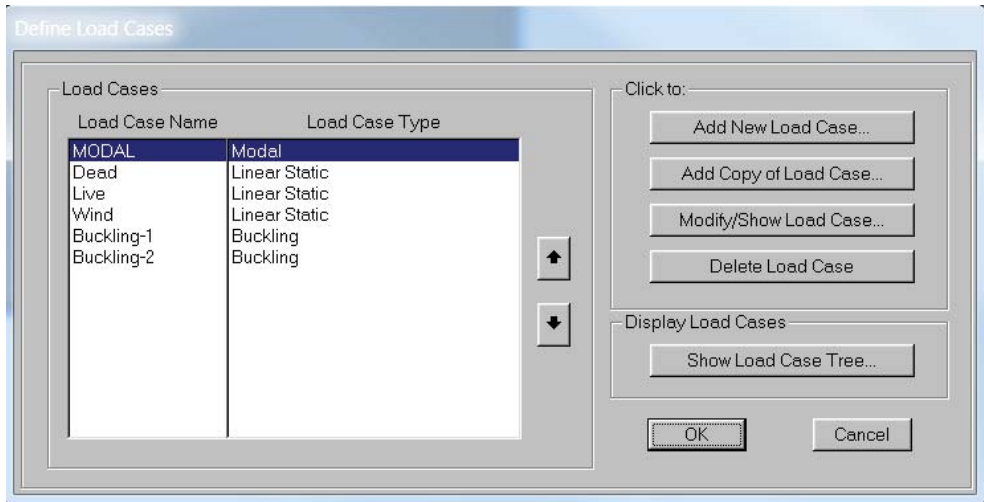 Define Load Cases
Load Cases
Load Case Name Load Case Type
MODAL Modal
Dead Linear Static
Live Linear Static
Wind Linear Static
Buckling-1 Buckling
Buckling-2 Buckling
Click to:
Add New Load Case...
Add Copy of Load Case...
Modify/Show Load Case...
Delete Load Case
Display Load Cases
Show Load Case Tree...
OK Cancel